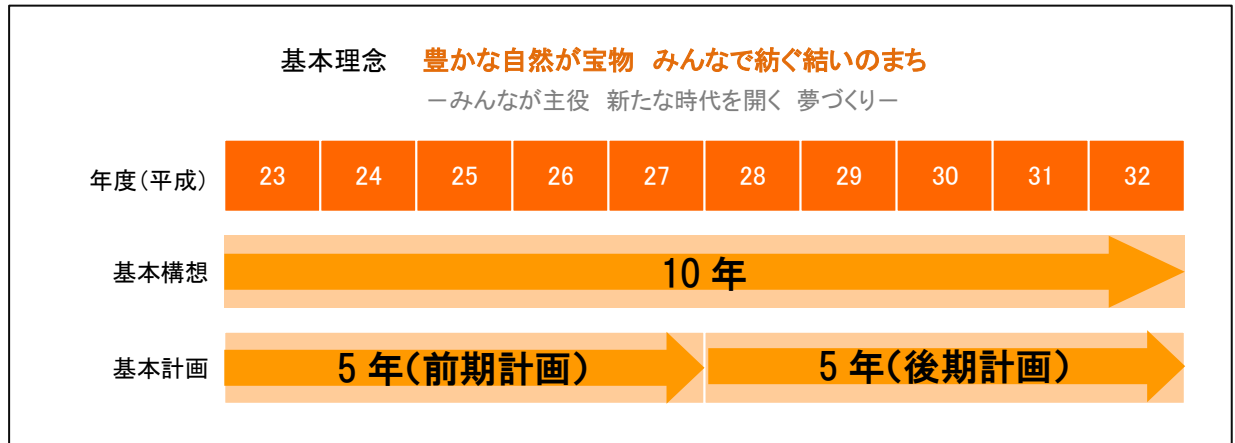 基本理念 豊かな自然が宝物 みんなで紡ぐ結いのまち
－みんなが主役 新たな時代を開く 夢づくり－
年度(平成) 23 24 25 26 27 28 29 30 31 32
基本構想 10 年
基本計画 5 年(前期計画) 5 年(後期計画)